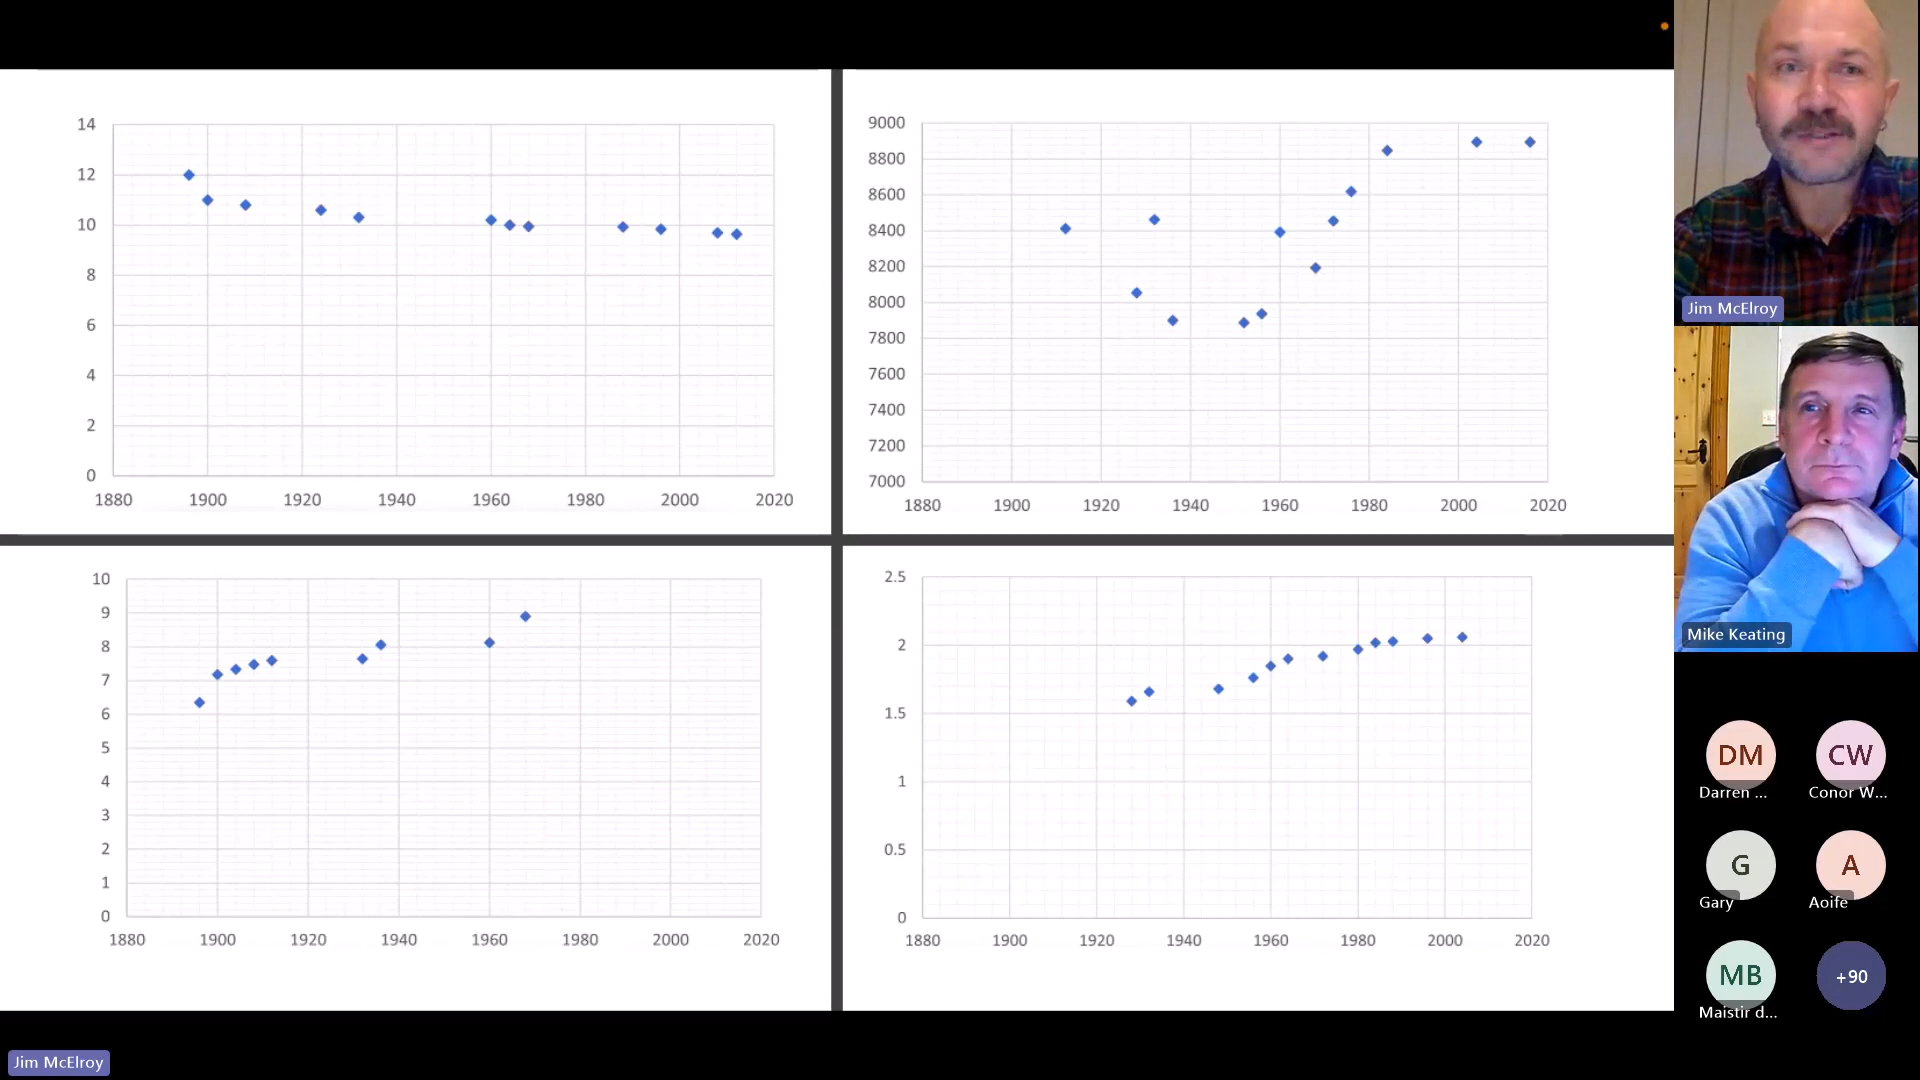 14
12
10
8
6
4
2
0
1880 1900 1920 1940 1960 1980 2000 2020
9000
8800
8600
8400
8200
8000
7800
7600
7400
7200
7000
1880 1900 1920 1940 1960 1980 2000 2020
10
9
8
7
6
5
4
3
2
1
0
1880 1900 1920 1940 1960 1980 2000 2020
2.5
2
1.5
1
0.5
0
1880 1900 1920 1940 1960 1980 2000 2020
Jim McElroy
Mike Keating
DM CW
Darren ... Conor W...
G A
Gary Aoife
MB +90
Maistir d...
Jim McElroy